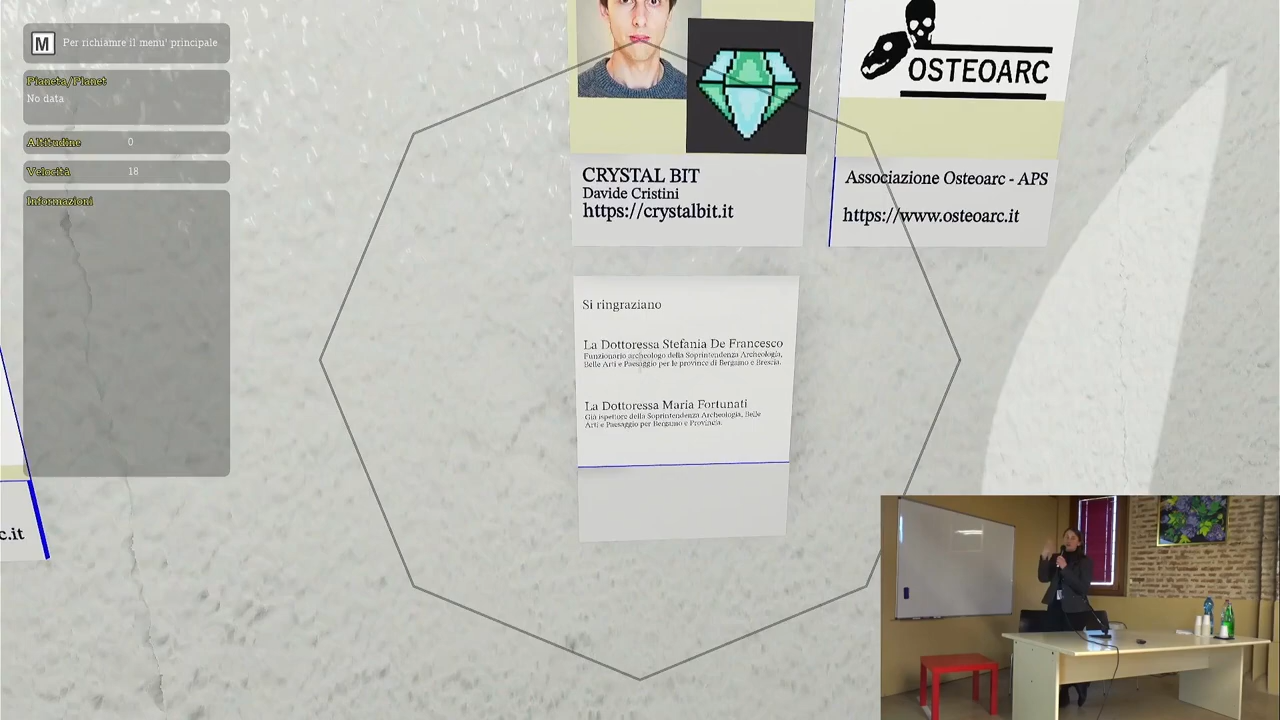 M Per richiamre il menu' principale
Pianeta/Planet
No data
Altitudine 0
Velocità 18
Informazioni
CRYSTAL BIT
Davide Cristini
https://crystalbit.it
OSTEOARC
Associazione Osteoarc - APS
https://www.osteoarc.it
Si ringraziano
La Dottoressa Stefania De Francesco
Funzionario archeologo della Soprintendenza Archeologia,
Belle Arti e Paesaggio per le province di Bergamo e Brescia.
La Dottoressa Maria Fortunati
Già ispettore della Soprintendenza Archeologia, Belle
Arti e Paesaggio per Bergamo e Provincia.
c.it